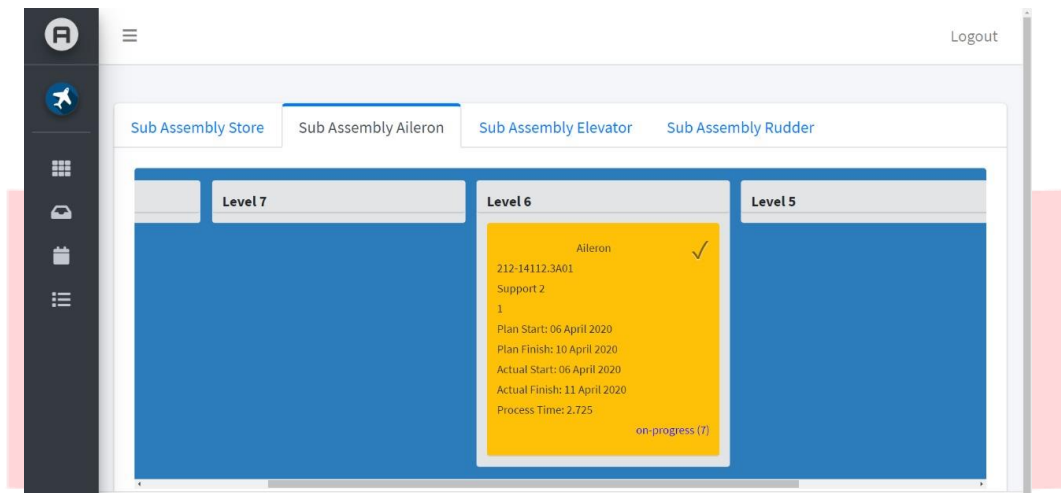 A
Logout
Sub Assembly Store
Sub Assembly Aileron
Sub Assembly Elevator
Sub Assembly Rudder
Level 7
Level 6
Level 5
Aileron
212-14112.3A01
Support 2
1
Plan Start: 06 April 2020
Plan Finish: 10 April 2020
Actual Start: 06 April 2020
Actual Finish: 11 April 2020
Process Time: 2.725
on-progress (7)